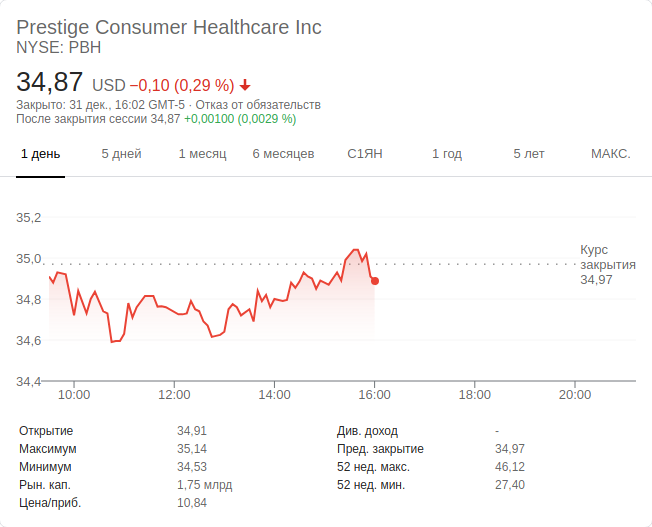 Prestige Consumer Healthcare Inc
NYSE: PBH
34,87 USD −0,10 (0,29 %)
Закрыто: 31 дек., 16:02 GMT-5 · Отказ от обязательств
После закрытия сессии 34,87 +0,00100 (0,0029 %)
1 день 5 дней 1 месяц 6 месяцев С1ЯН 1 год 5 лет МАКС.
35,2
35,0
34,8
34,6
34,4
Курс
закрытия
34,97
10:00 12:00 14:00 16:00 18:00 20:00
Открытие 34,91 Див. доход -
Максимум 35,14 Пред. закрытие 34,97
Минимум 34,53 52 нед. макс. 46,12
Рын. кап. 1,75 млрд 52 нед. мин. 27,40
Цена/приб. 10,84